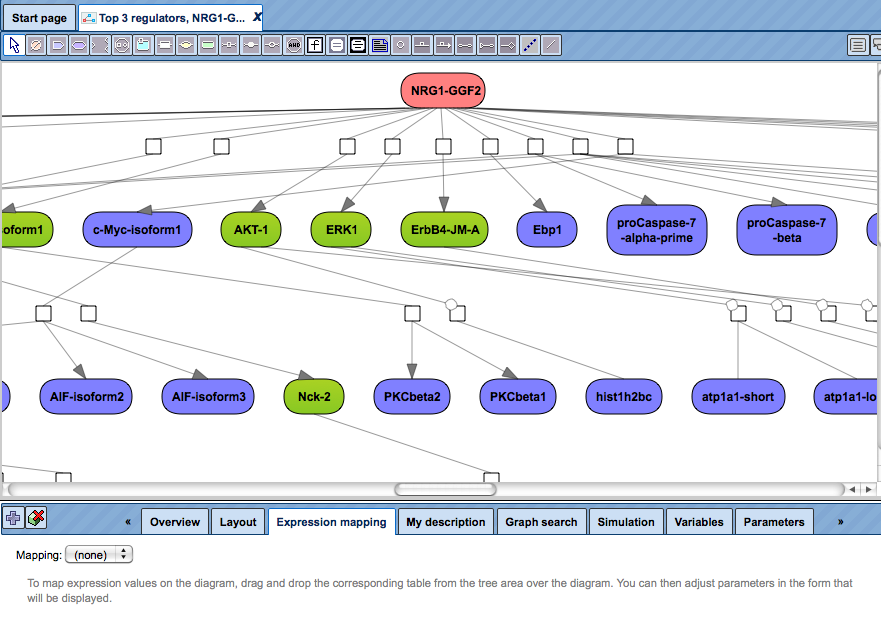 Start page
Top 3 regulators, NRG1-G... X
AND
f
NRG1-GGF2
oform1
c-Myc-isoform1
AKT-1
ERK1
ErbB4-JM-A
Ebp1
proCaspase-7
-alpha-prime
proCaspase-7
-beta
AIF-isoform2
AIF-isoform3
Nck-2
PKCbeta2
PKCbeta1
hist1h2bc
atp1a1-short
atp1a1-lo
«
Overview
Layout
Expression mapping
My description
Graph search
Simulation
Variables
Parameters
»
Mapping: (none)
To map expression values on the diagram, drag and drop the corresponding table from the tree area over the diagram. You can then adjust parameters in the form that
will be displayed.